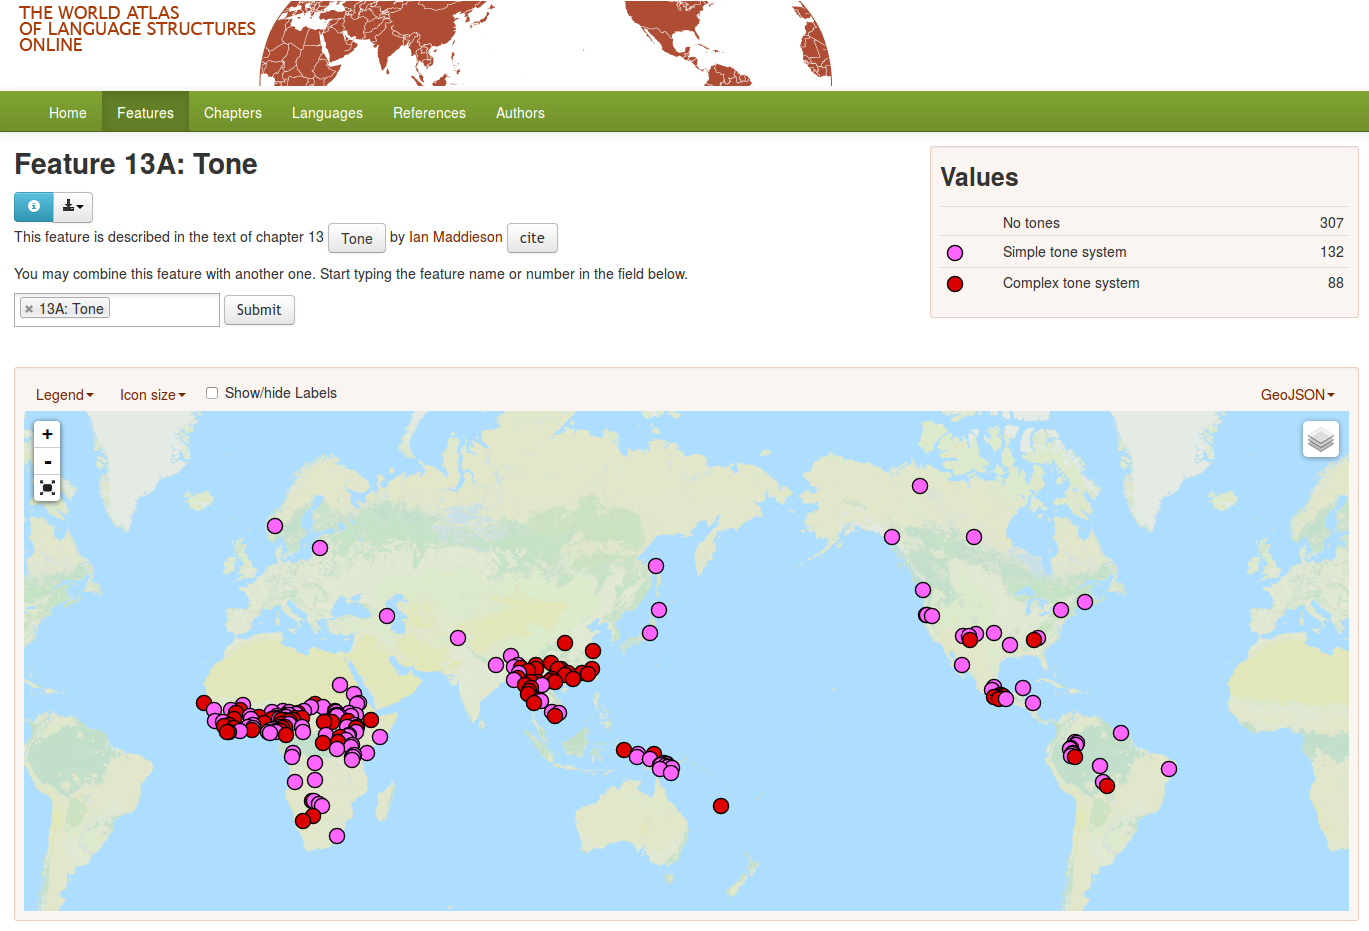 THE WORLD ATLAS
OF LANGUAGE STRUCTURES
ONLINE
Home Features Chapters Languages References Authors
Feature 13A: Tone
This feature is described in the text of chapter 13 Tone by Ian Maddieson cite
You may combine this feature with another one. Start typing the feature name or number in the field below.
× 13A: Tone Submit
Values
No tones 307
Simple tone system 132
Complex tone system 88
Legend Icon size Show/hide Labels GeoJSON
+
-